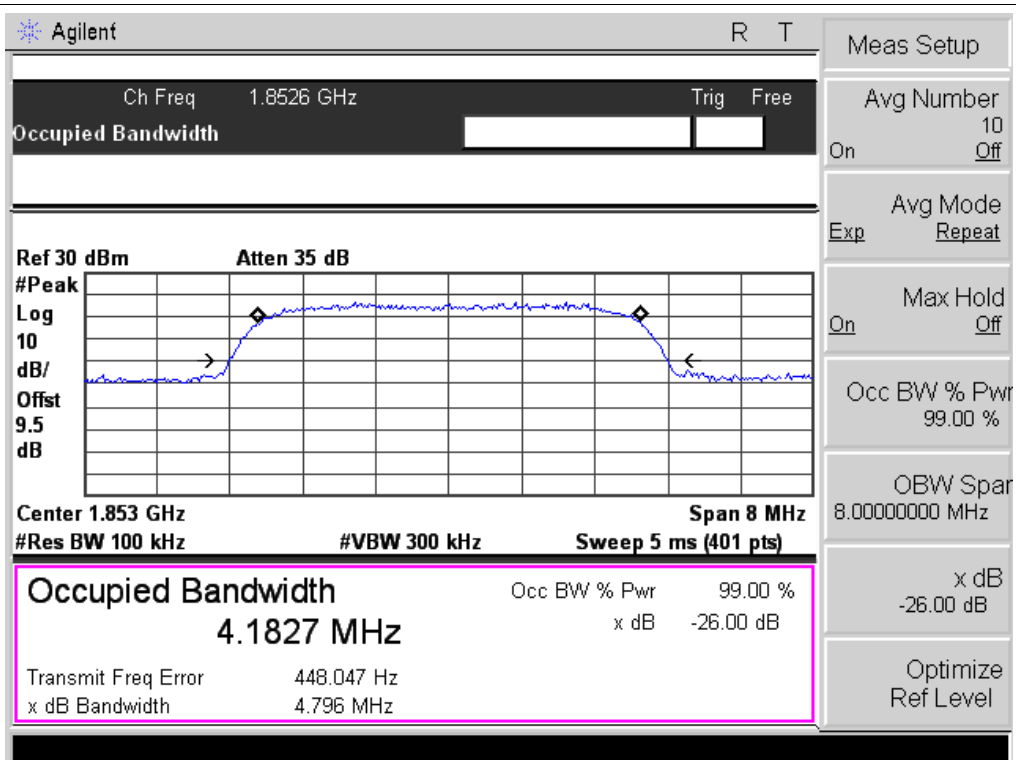 Agilent R T
Ch Freq 1.8526 GHz Trig Free
Occupied Bandwidth
Ref 30 dBm Atten 35 dB
#Peak
Log
10
dB/
Offst
9.5
dB
Center 1.853 GHz Span 8 MHz
#Res BW 100 kHz #VBW 300 kHz Sweep 5 ms (401 pts)
Occupied Bandwidth
4.1827 MHz
Occ BW % Pwr 99.00 %
x dB -26.00 dB
Transmit Freq Error 448.047 Hz
x dB Bandwidth 4.796 MHz
Meas Setup
Avg Number
10
On Off
Avg Mode
Exp Repeat
Max Hold
On Off
Occ BW % Pwr
99.00 %
OBW Span
8.00000000 MHz
x dB
-26.00 dB
Optimize
Ref Level